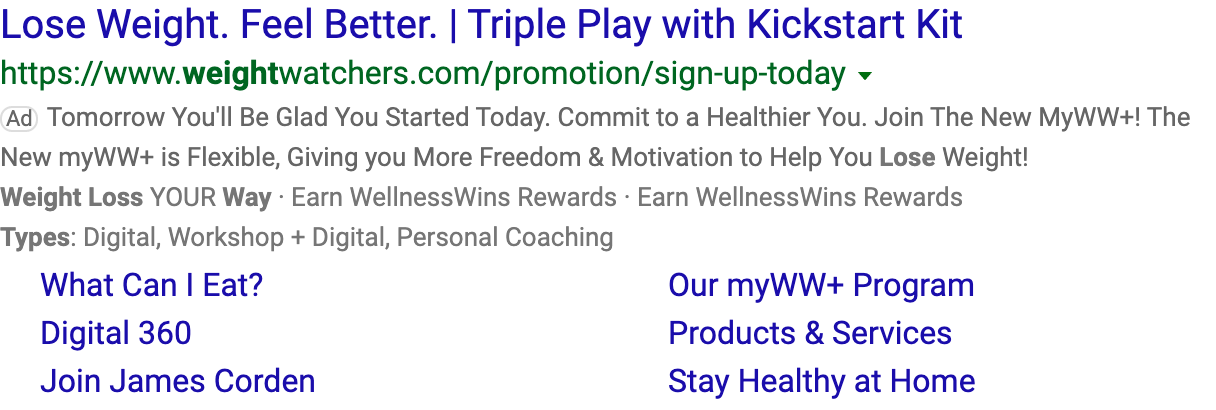 Lose Weight. Feel Better. | Triple Play with Kickstart Kit
https://www.weightwatchers.com/promotion/sign-up-today
Ad Tomorrow You'll Be Glad You Started Today. Commit to a Healthier You. Join The New MyWW+! The
New myWW+ is Flexible, Giving you More Freedom & Motivation to Help You Lose Weight!
Weight Loss YOUR Way · Earn WellnessWins Rewards · Earn WellnessWins Rewards
Types: Digital, Workshop + Digital, Personal Coaching
What Can I Eat? Our myWW+ Program
Digital 360 Products & Services
Join James Corden Stay Healthy at Home